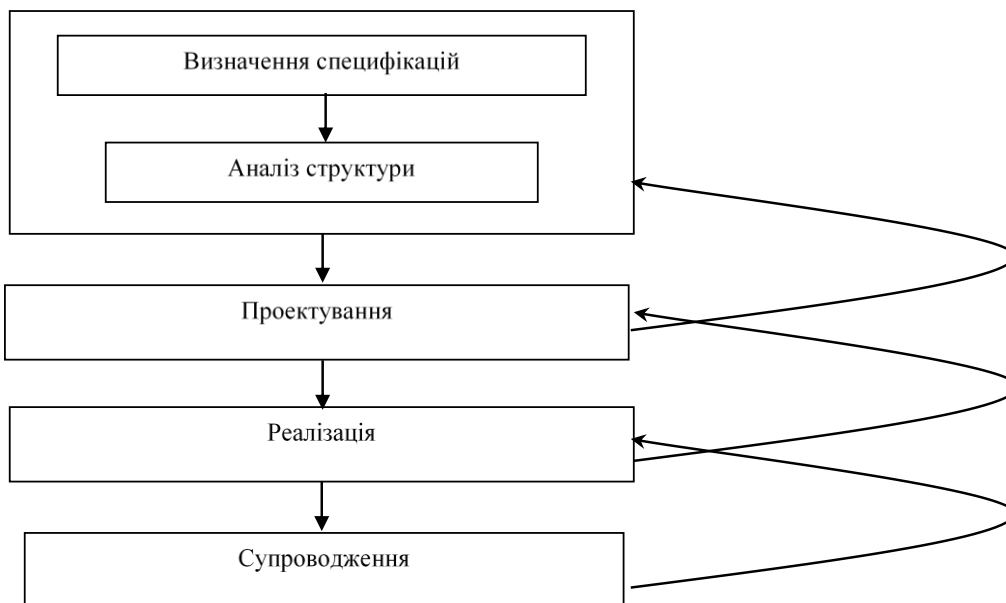 Визначення специфікацій
Аналіз структури
Проектування
Реалізація
Супроводження